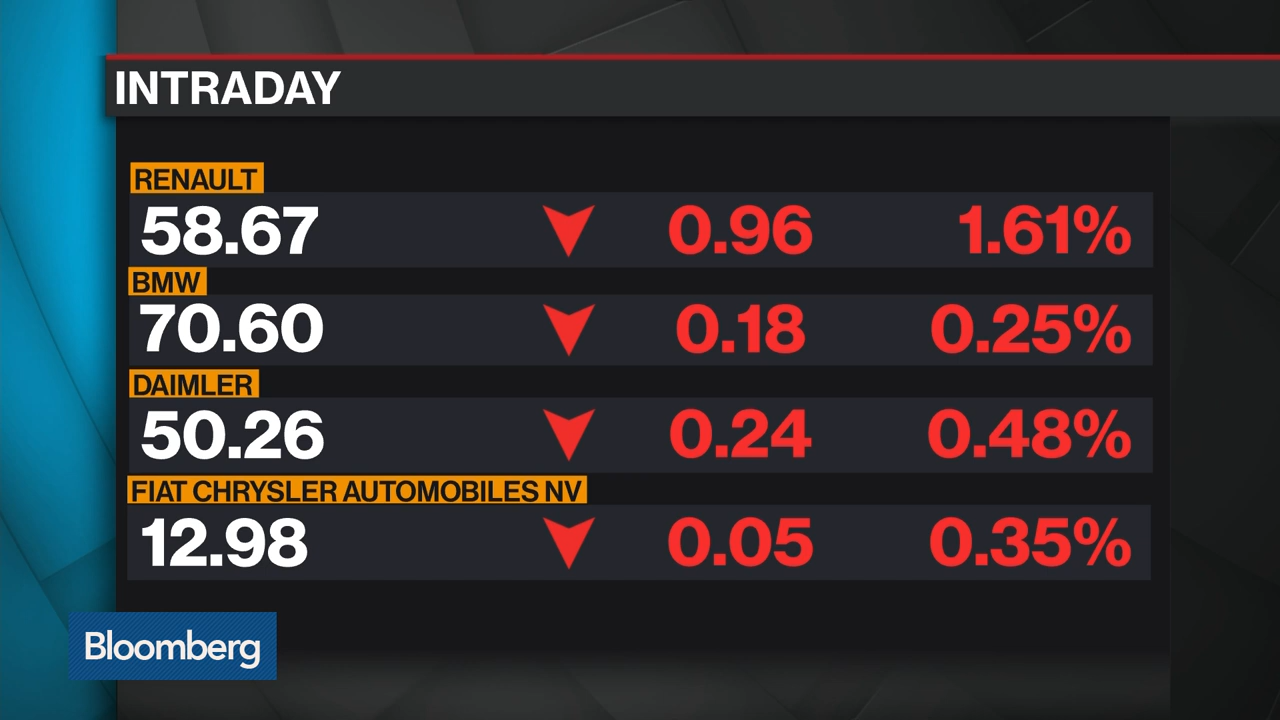 INTRADAY
RENAULT
58.67 0.96 1.61%
BMW
70.60 0.18 0.25%
DAIMLER
50.26 0.24 0.48%
FIAT CHRYSLER AUTOMOBILES NV
12.98 0.05 0.35%
Bloomberg